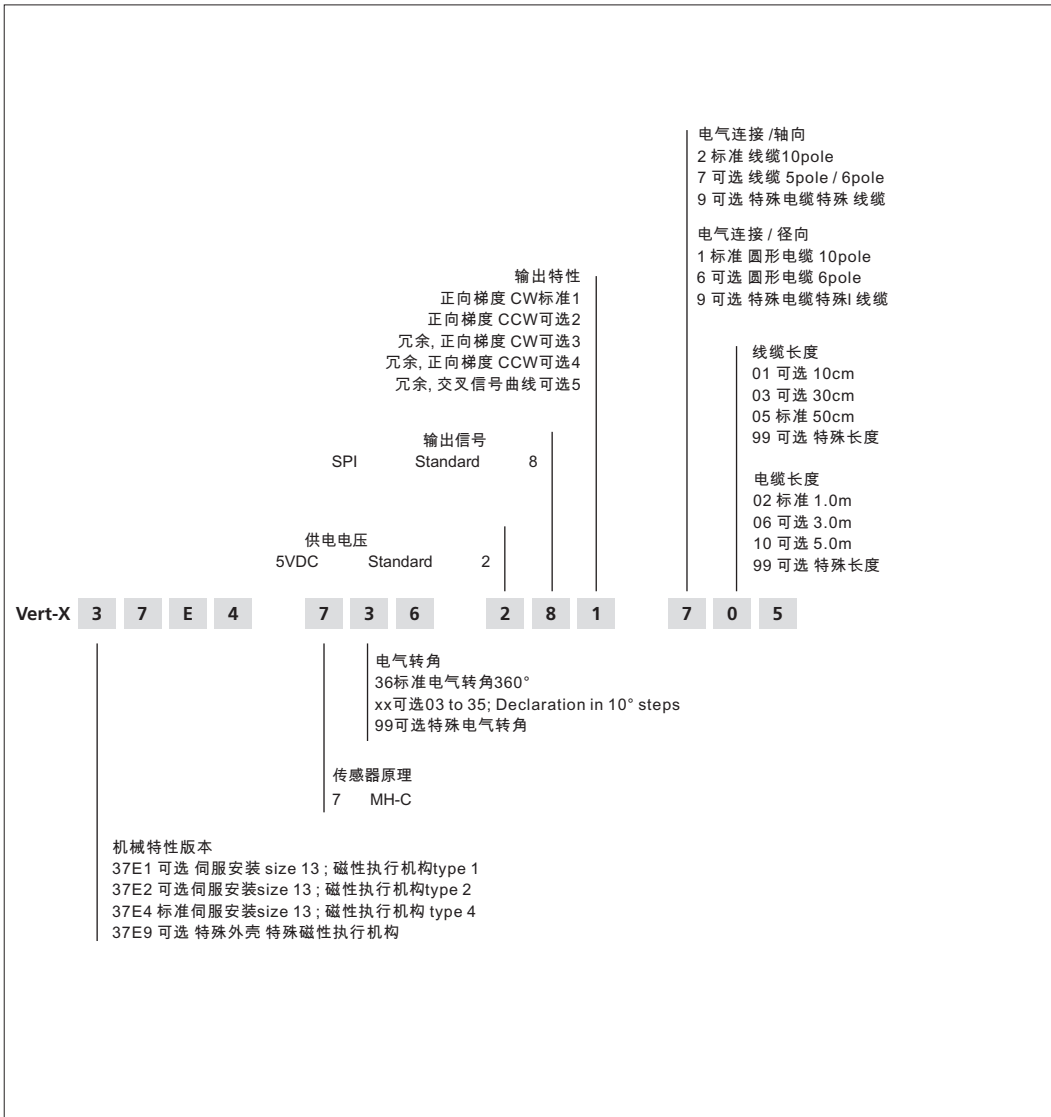 电气连接 /轴向
2 标准 线缆10pole
7 可选 线缆 5pole / 6pole
9 可选 特殊电缆特殊 线缆
电气连接 / 径向
1 标准 圆形电缆 10pole
6 可选 圆形电缆 6pole
9 可选 特殊电缆特殊l 线缆
输出特性
正向梯度 CW标准1
正向梯度 CCW可选2
冗余, 正向梯度 CW可选3
冗余, 正向梯度 CCW可选4
冗余, 交叉信号曲线可选5
线缆长度
01 可选 10cm
03 可选 30cm
05 标准 50cm
99 可选 特殊长度
输出信号
SPI Standard 8
电缆长度
02 标准 1.0m
06 可选 3.0m
10 可选 5.0m
99 可选 特殊长度
供电电压
5VDC Standard 2
Vert-X 3 7 E 4 7 3 6 2 8 1 7 0 5
电气转角
36标准电气转角360°
xx可选03 to 35; Declaration in 10° steps
99可选特殊电气转角
传感器原理
7 MH-C
机械特性版本
37E1 可选 伺服安装 size 13 ; 磁性执行机构type 1
37E2 可选伺服安装size 13 ; 磁性执行机构type 2
37E4 标准伺服安装size 13 ; 磁性执行机构 type 4
37E9 可选 特殊外壳 特殊磁性执行机构